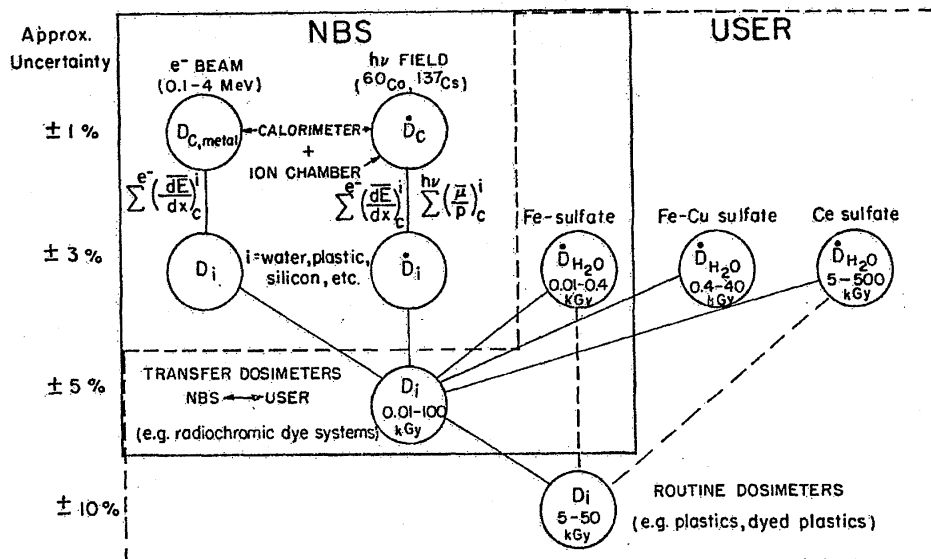 Approx.
Uncertainty
NBS
USER
e⁻ BEAM
(0.1-4 MeV)
hν FIELD
(⁶⁰Co, ¹³⁷Cs)
± 1 %
D_C,metal
CALORIMETER
+
ION CHAMBER
Ḋ_C
∑^e⁻ (dE̅/dx)^i_c
∑^e⁻ (dE̅/dx)^i_c
∑^hν (μ̅/ρ)^i_c
± 3 %
D_i
i=water, plastic,
silicon, etc.
Ḋ_i
Fe-sulfate
Ḋ_H₂O
0.01-0.4
kGy
Fe-Cu sulfate
Ḋ_H₂O
0.4-40
kGy
Ce sulfate
Ḋ_H₂O
5-500
kGy
± 5 %
TRANSFER DOSIMETERS
NBS ↔ USER
(e.g. radiochromic dye systems)
D_i
0.01-100
kGy
± 10 %
D_i
5-50
kGy
ROUTINE DOSIMETERS
(e.g. plastics, dyed plastics)